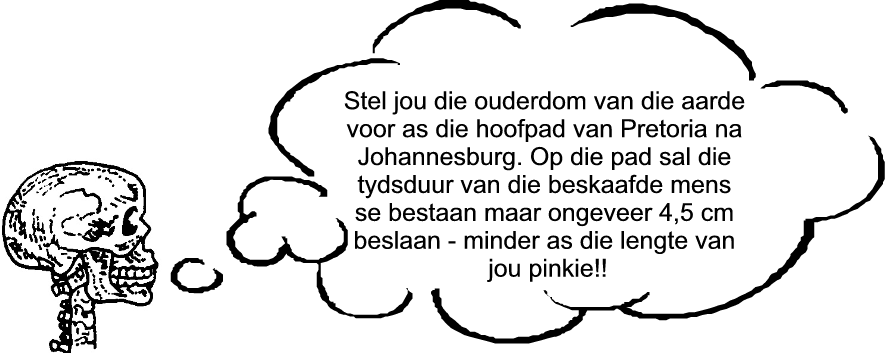 Stel jou die ouderdom van die aarde
voor as die hoofpad van Pretoria na
Johannesburg. Op die pad sal die
tydsduur van die beskaafde mens
se bestaan maar ongeveer 4,5 cm
beslaan - minder as die lengte van
jou pinkie!!